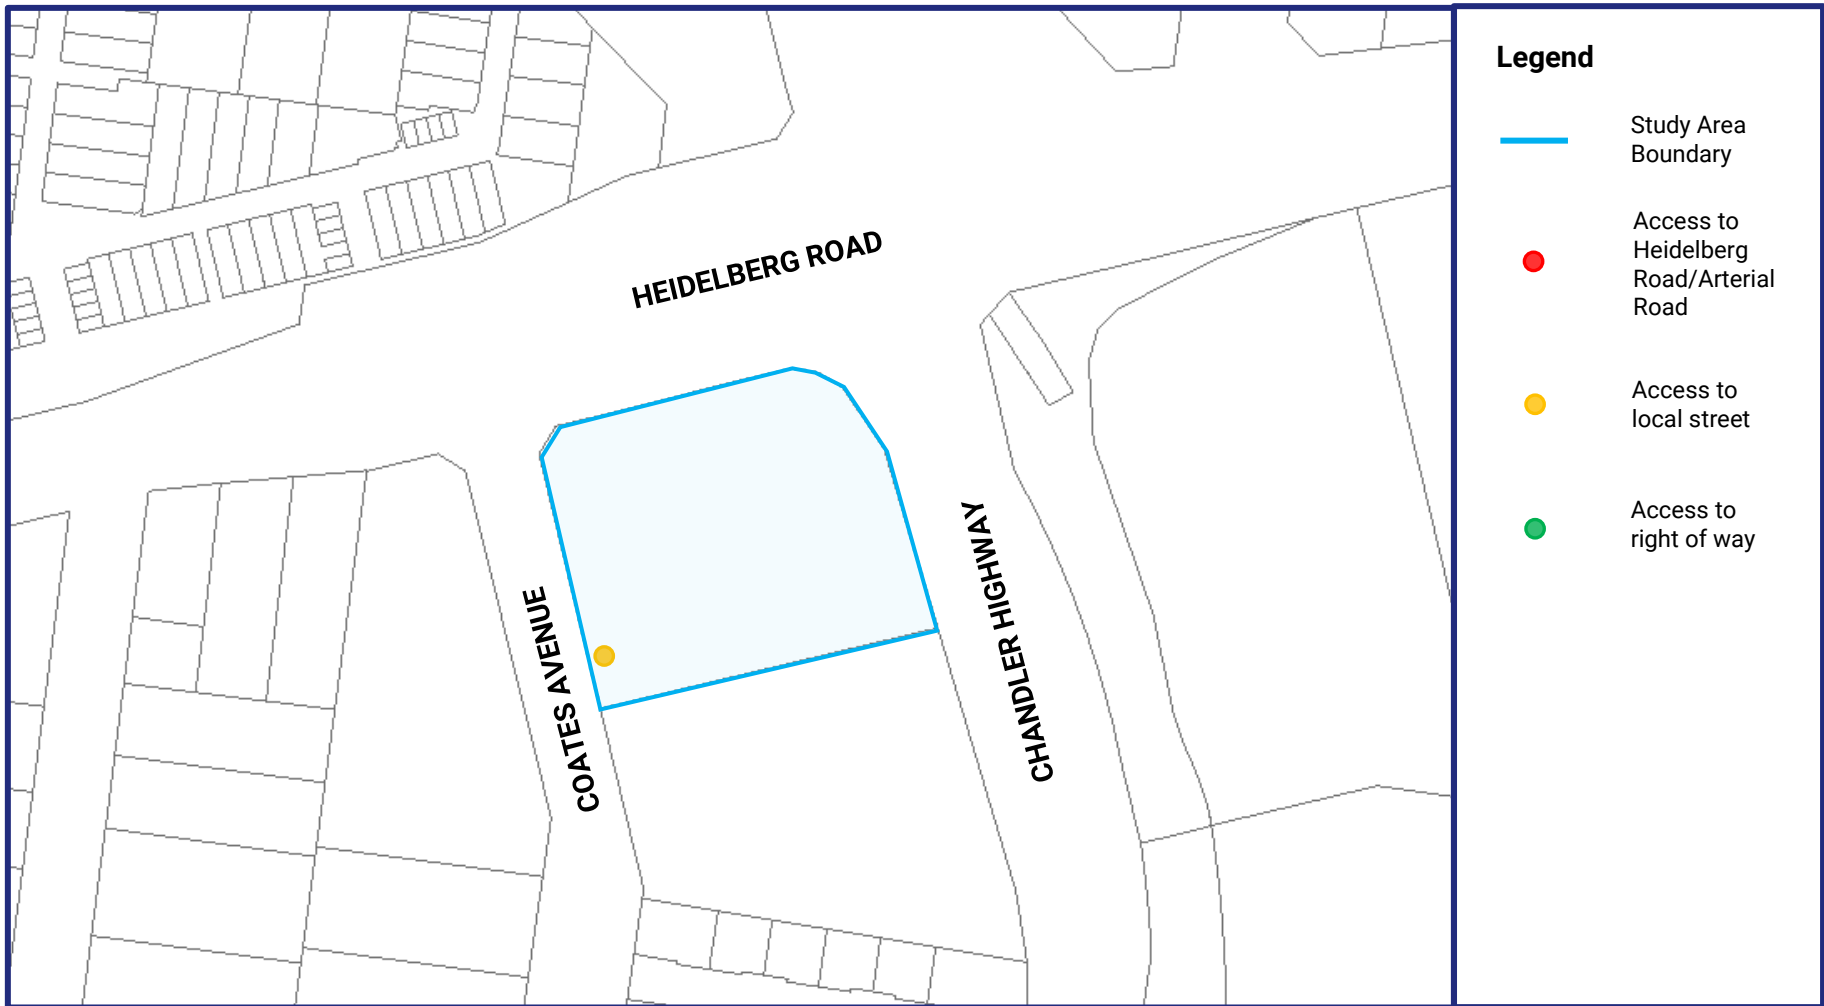 HEIDELBERG ROAD
COATES AVENUE
CHANDLER HIGHWAY
Legend
Study Area
Boundary
Access to
Heidelberg
Road/Arterial
Road
Access to
local street
Access to
right of way